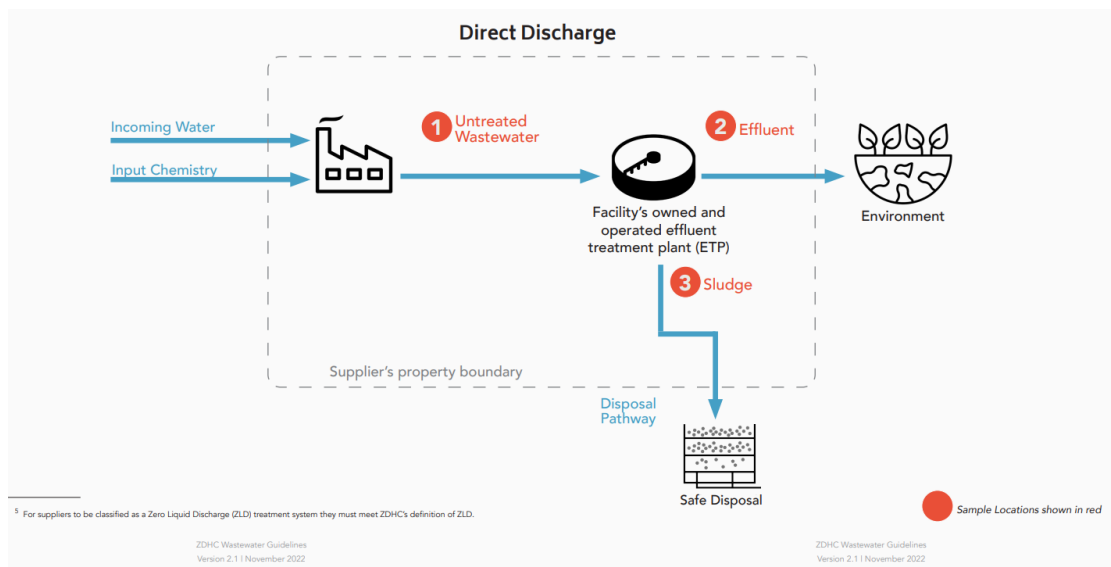 Direct Discharge
Incoming Water
Input Chemistry
1 Untreated
Wastewater
2 Effluent
Facility's owned and
operated effluent
treatment plant (ETP)
Environment
3 Sludge
Supplier's property boundary
Disposal
Pathway
Safe Disposal
5 For suppliers to be classified as a Zero Liquid Discharge (ZLD) treatment system they must meet ZDHC's definition of ZLD.
Sample Locations shown in red
ZDHC Wastewater Guidelines
Version 2.1 I November 2022
ZDHC Wastewater Guidelines
Version 2.1 I November 2022